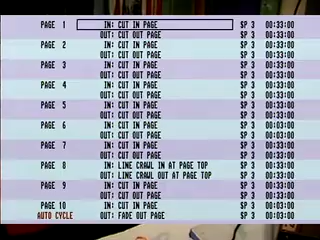 PAGE 1 IN: CUT IN PAGE SP 3 00:33:00
OUT: CUT OUT PAGE SP 3 00:33:00
PAGE 2 IN: CUT IN PAGE SP 3 00:33:00
OUT: CUT OUT PAGE SP 3 00:33:00
PAGE 3 IN: CUT IN PAGE SP 3 00:33:00
OUT: CUT OUT PAGE SP 3 00:33:00
PAGE 4 IN: CUT IN PAGE SP 3 00:33:00
OUT: CUT OUT PAGE SP 3 00:33:00
PAGE 5 IN: CUT IN PAGE SP 3 00:33:00
OUT: CUT OUT PAGE SP 3 00:33:00
PAGE 6 IN: CUT IN PAGE SP 3 00:03:00
OUT: CUT OUT PAGE SP 3 00:33:00
PAGE 7 IN: CUT IN PAGE SP 3 00:33:00
OUT: CUT OUT PAGE SP 3 00:33:00
PAGE 8 IN: LINE CRAWL IN AT PAGE TOP SP 3 00:33:00
OUT: LINE CRAWL OUT AT PAGE TOP SP 3 00:33:00
PAGE 9 IN: CUT IN PAGE SP 3 00:33:00
OUT: CUT OUT PAGE SP 3 00:33:00
PAGE 10 IN: CUT IN PAGE SP 3 00:33:00
AUTO CYCLE OUT: FADE OUT PAGE SP 3 00:33:00